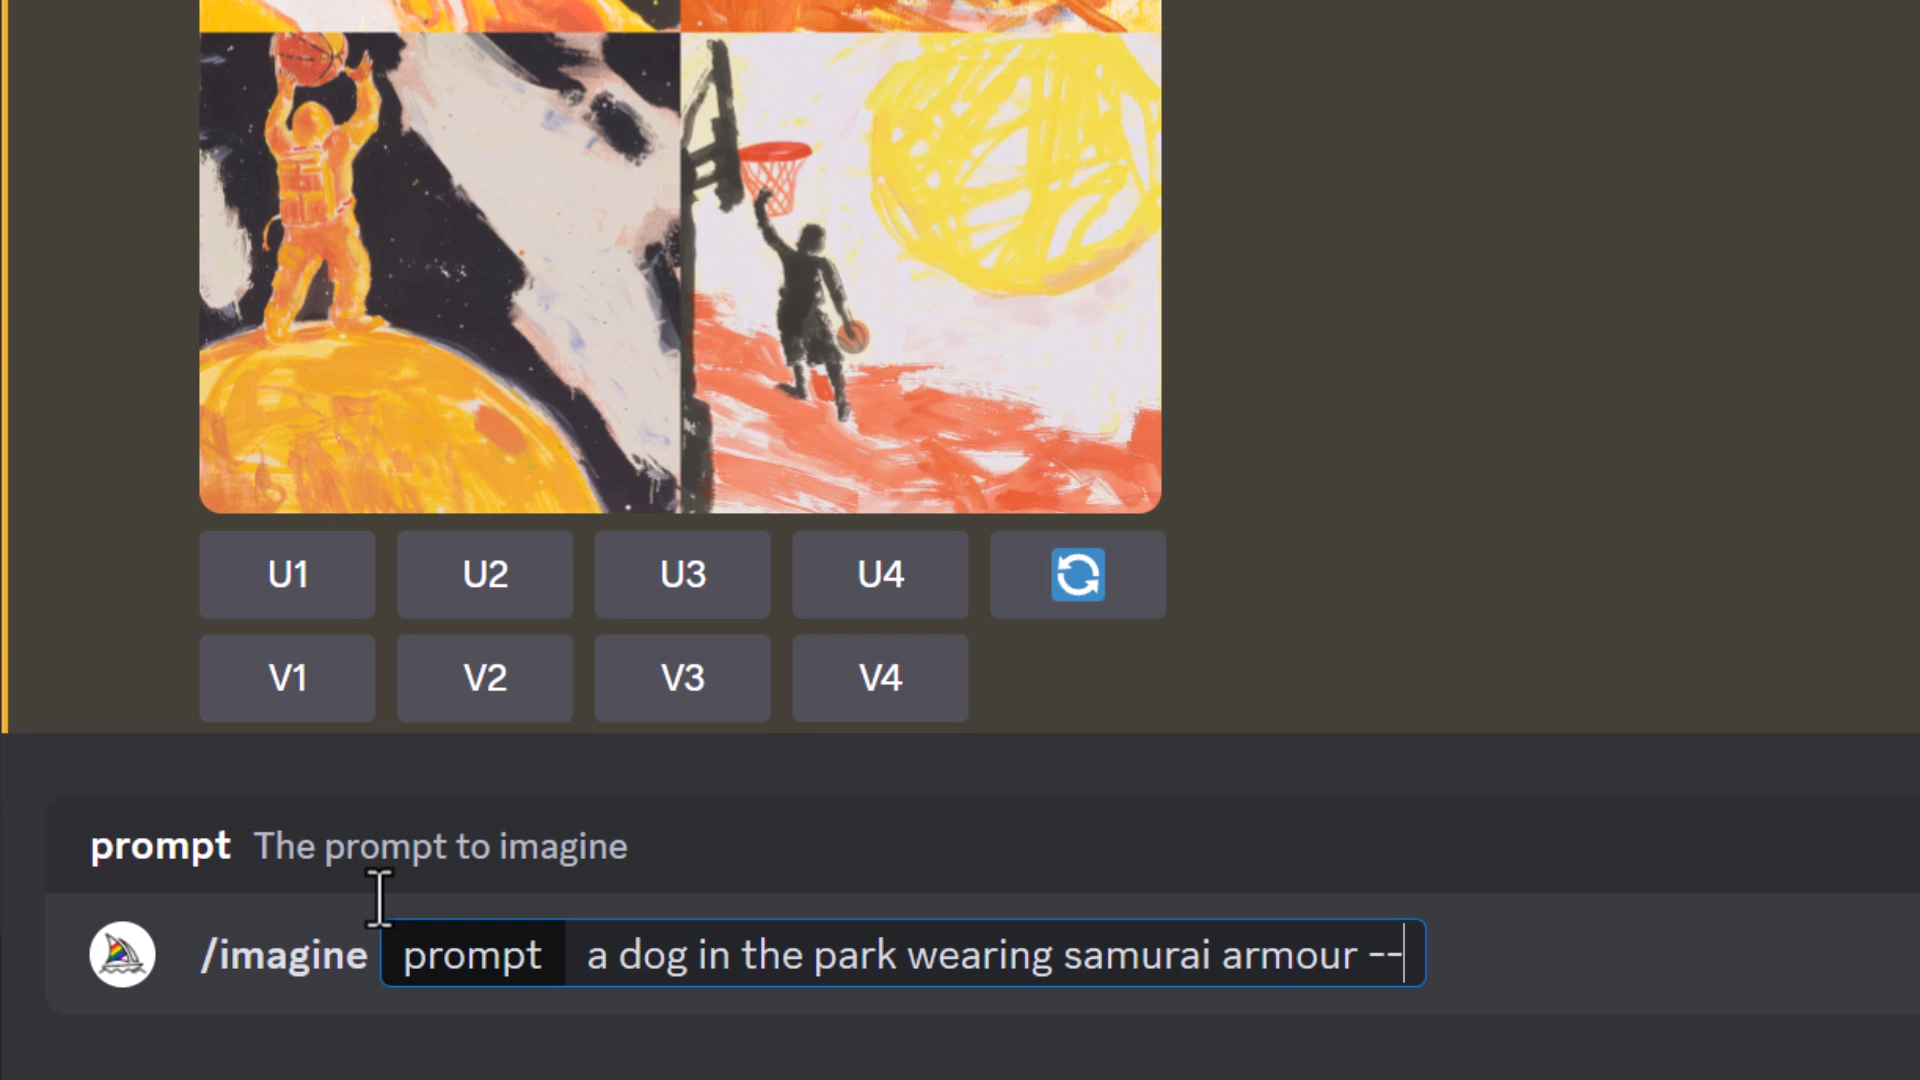 U1 U2 U3 U4
V1 V2 V3 V4
prompt The prompt to imagine
/imagine prompt a dog in the park wearing samurai armour --